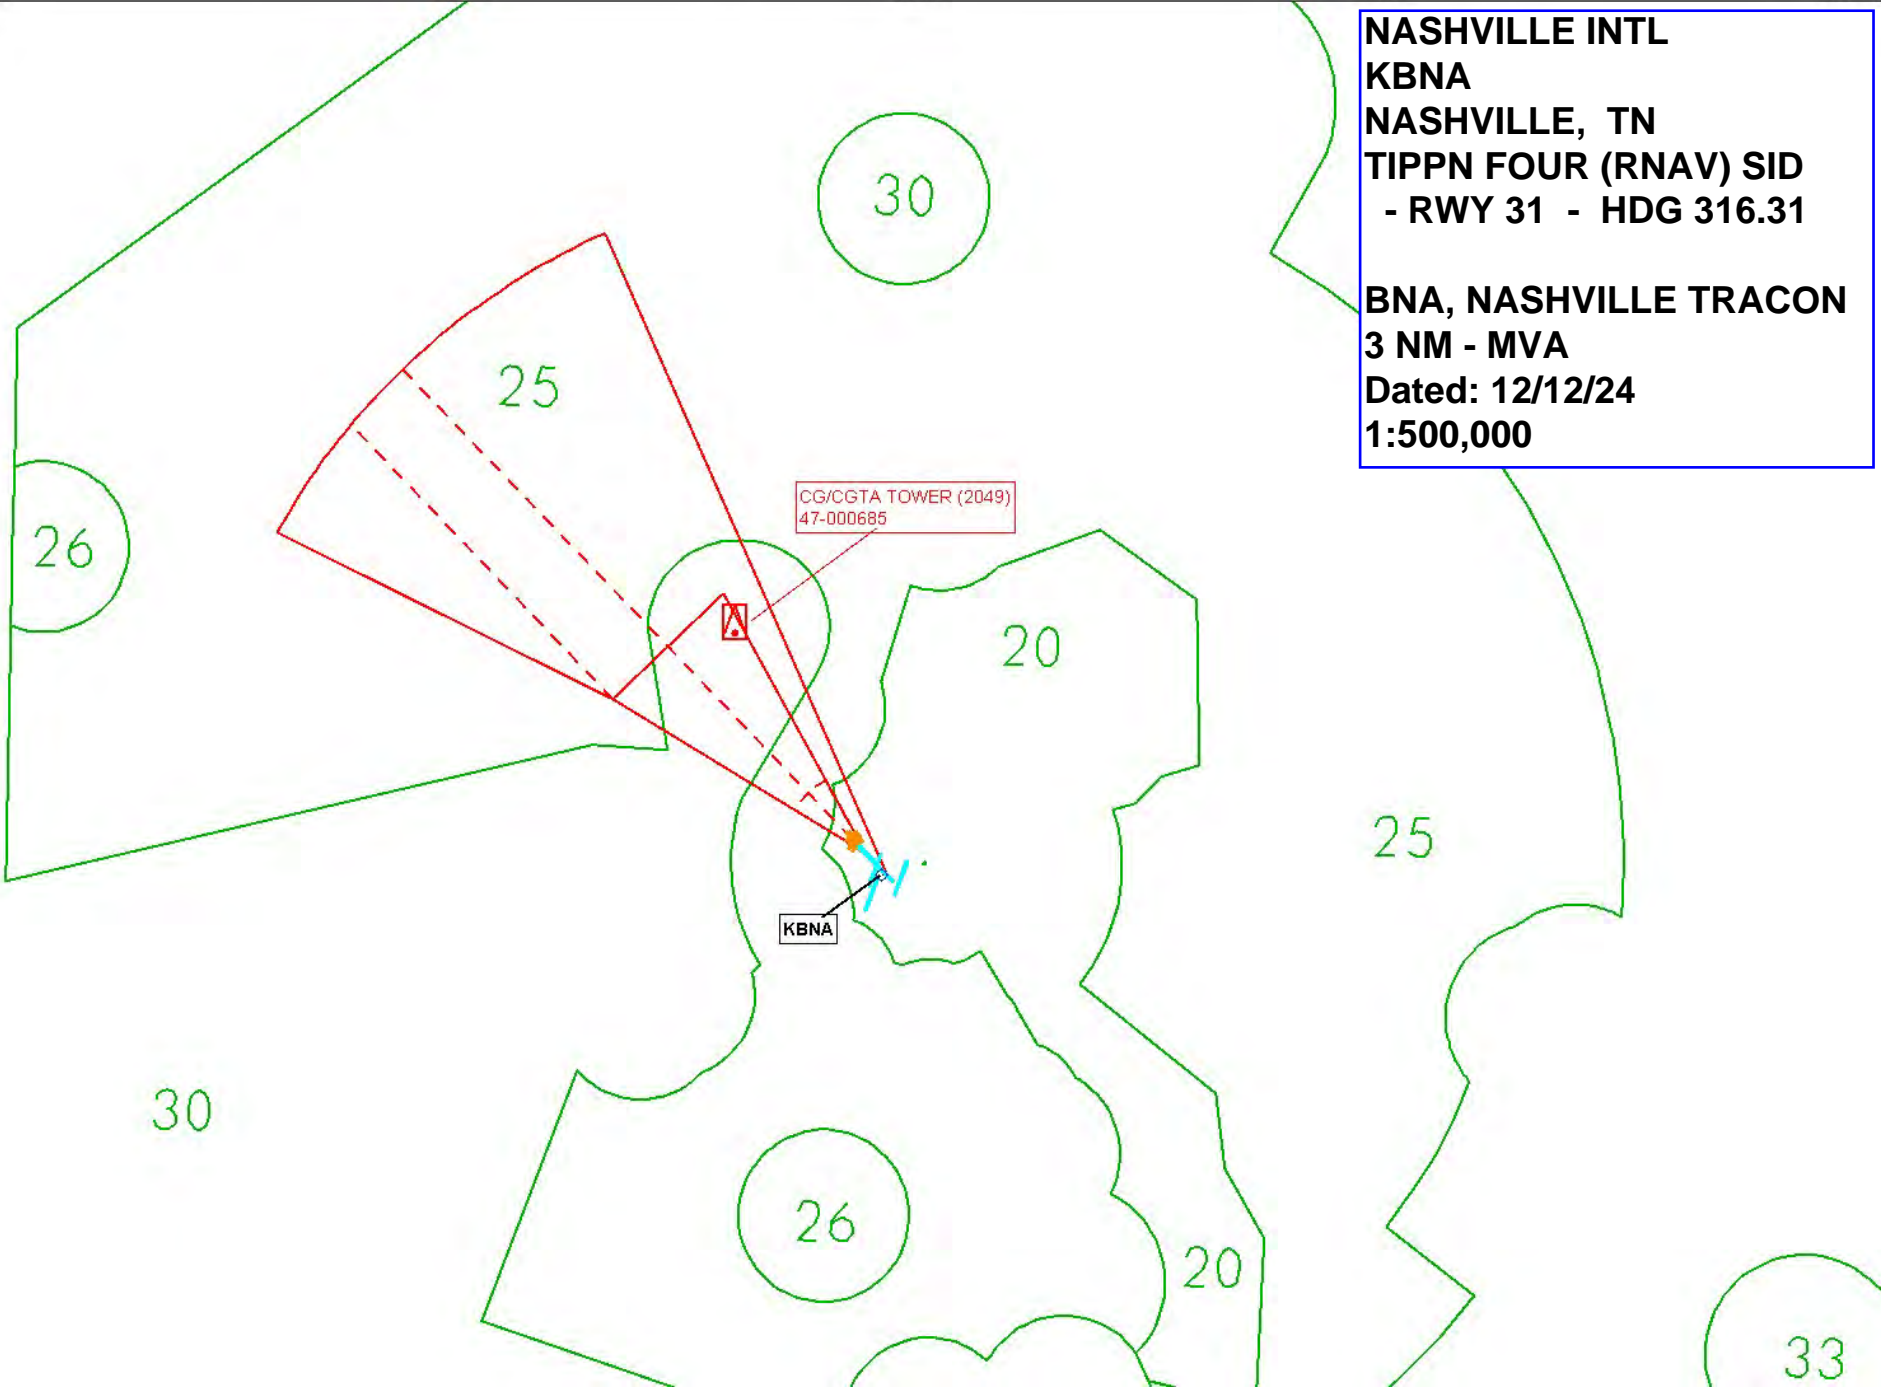 NASHVILLE INTL
KBNA
NASHVILLE, TN
TIPPN FOUR (RNAV) SID
- RWY 31 - HDG 316.31
BNA, NASHVILLE TRACON
3 NM - MVA
Dated: 12/12/24
1:500,000
30
25
CG/CGTA TOWER (2049)
47-000685
26
20
25
KBNA
30
26
20
33